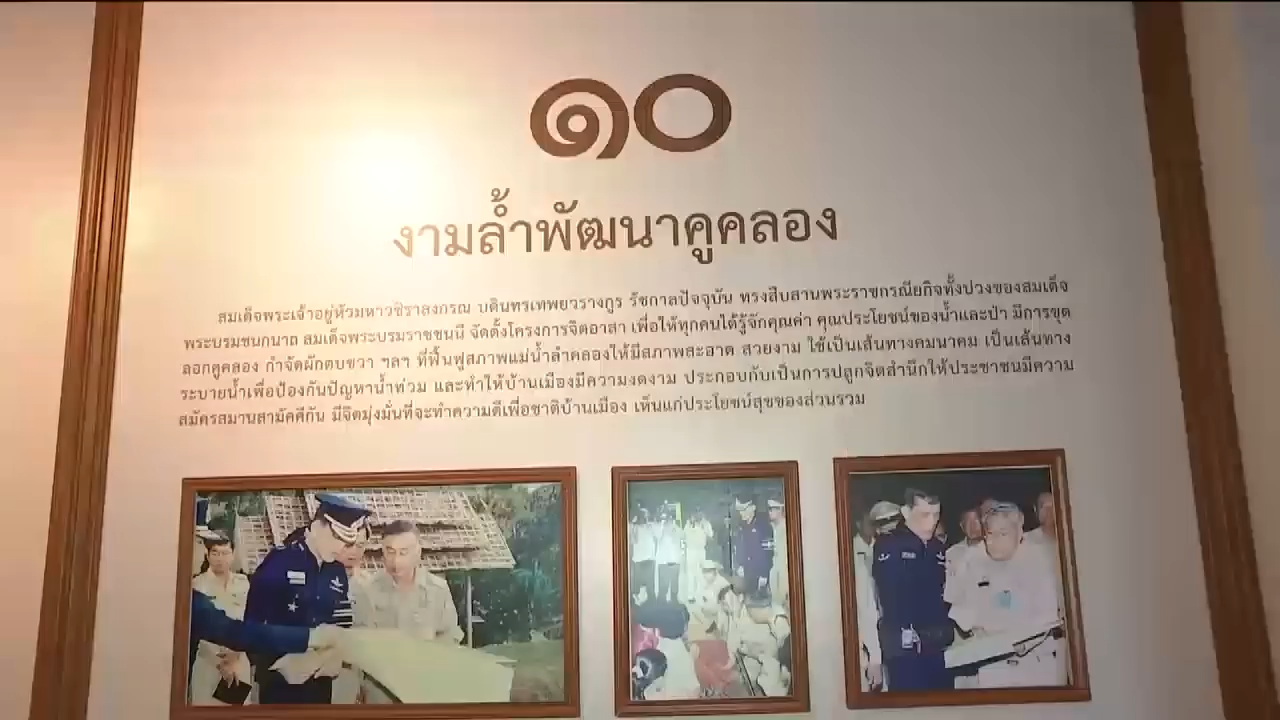 ๑๐
งามล้ำพัฒนาคูคลอง
สมเด็จพระเจ้าอยู่หัวมหาวชิราลงกรณ บดินทรเทพยวรางกูร รัชกาลปัจจุบัน ทรงสืบสานพระราชกรณียกิจทั้งปวงของสมเด็จ
พระบรมชนกนาถ สมเด็จพระบรมราชชนนี จัดตั้งโครงการจิตอาสา เพื่อให้ทุกคนได้รู้จักคุณค่า คุณประโยชน์ของน้ำและป่า มีการขุด
ลอกคูคลอง กำจัดผักตบชวา ฯลฯ ที่ฟื้นฟูสภาพแม่น้ำลำคลองให้มีสภาพสะอาด สวยงาม ใช้เป็นเส้นทางคมนาคม เป็นเส้นทาง
ระบายน้ำเพื่อป้องกันปัญหาน้ำท่วม และทำให้บ้านเมืองมีความงดงาม ประกอบกับเป็นการปลูกจิตสำนึกให้ประชาชนมีความ
สมัครสมานสามัคคีกัน มีจิตมุ่งมั่นที่จะทำความดีเพื่อชาติบ้านเมือง เห็นแก่ประโยชน์สุขของส่วนรวม